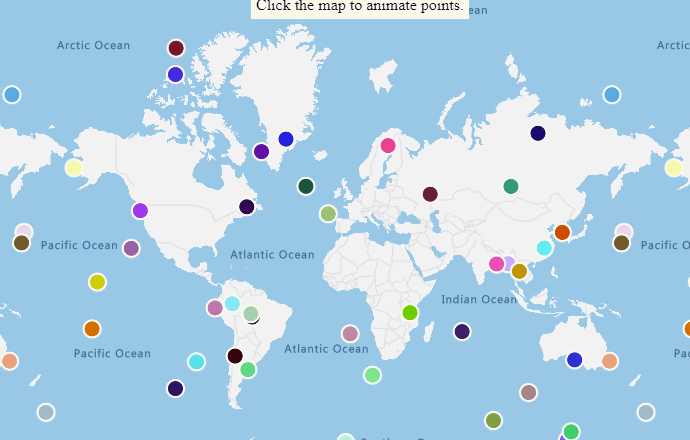 Click the map to animate points.
ean
Arctic Ocean
Arctic
Pacific Ocean
Atlantic Ocean
Pacific O
Indian Ocean
Pacific Ocean
Atlantic Ocean